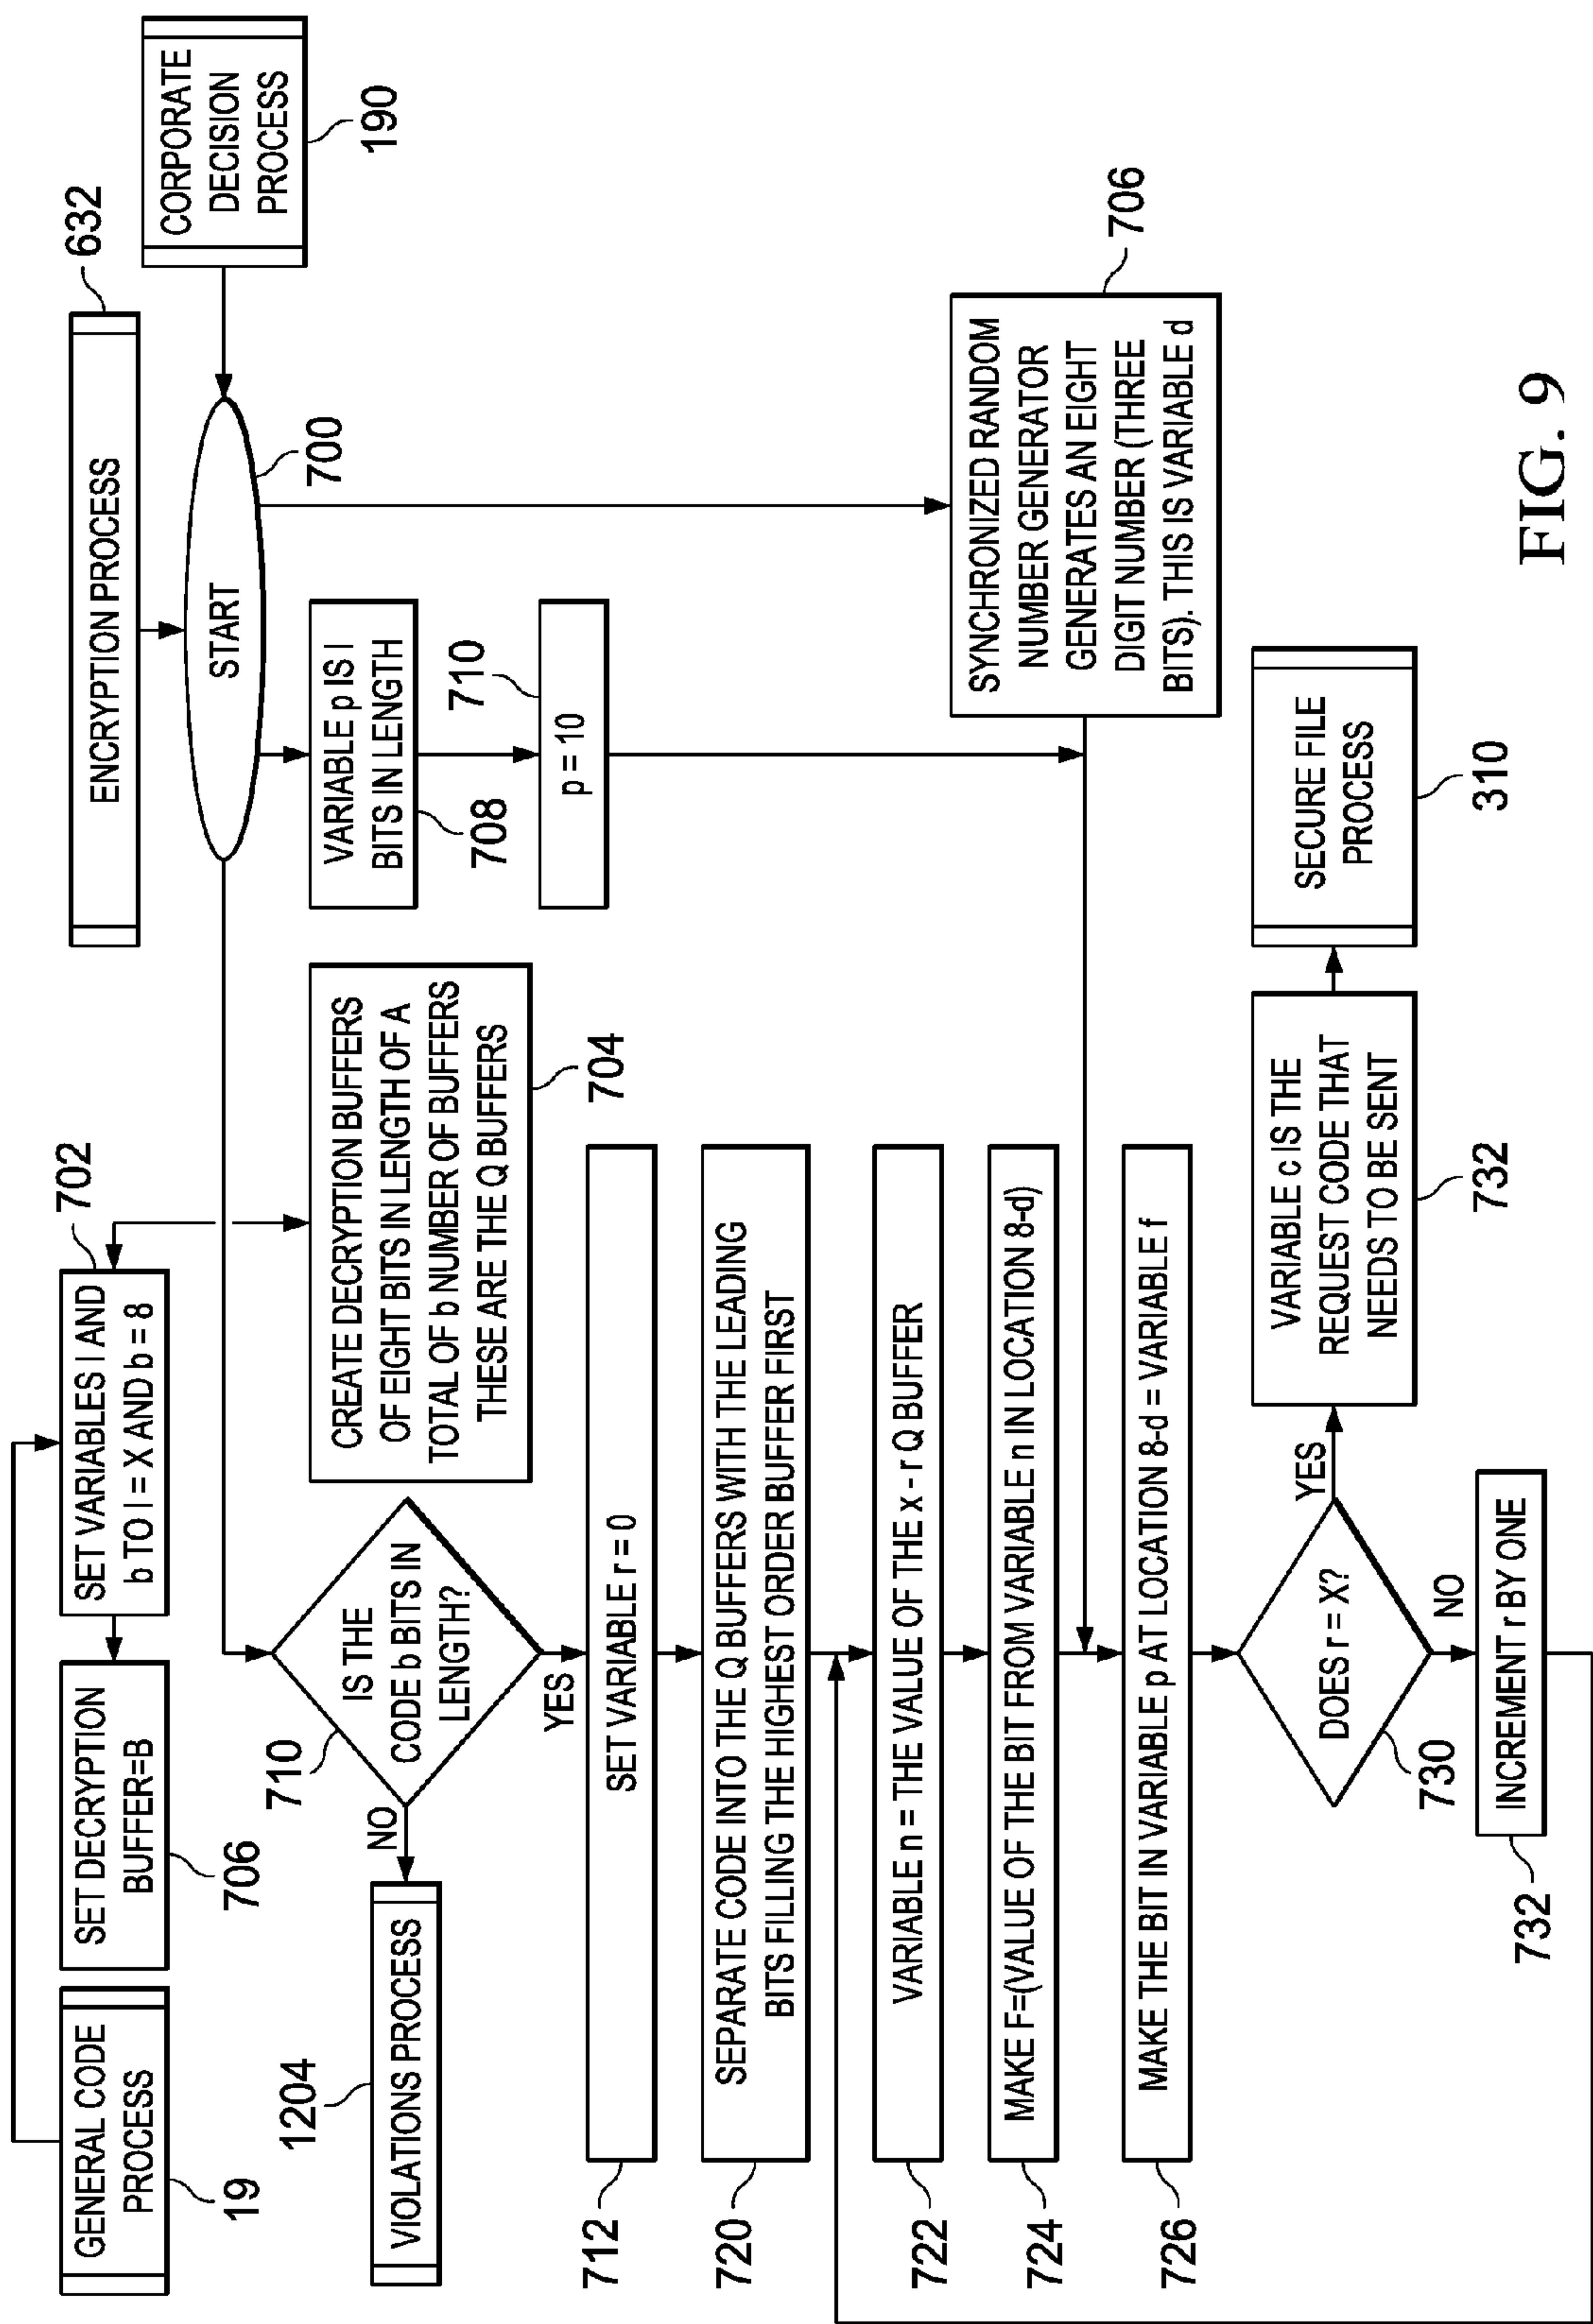 GENERAL CODE
PROCESS
19
SET DECRYPTION
BUFFER=B
706
SET VARIABLES l AND
b TO l = X AND b = 8
702
ENCRYPTION PROCESS
632
CORPORATE
DECISION
PROCESS
190
START
700
VIOLATIONS PROCESS
1204
NO
IS THE
CODE b BITS IN
LENGTH?
710
YES
CREATE DECRYPTION BUFFERS
OF EIGHT BITS IN LENGTH OF A
TOTAL OF b NUMBER OF BUFFERS
THESE ARE THE Q BUFFERS
704
VARIABLE p IS l
BITS IN LENGTH
708
p = 10
710
SET VARIABLE r = 0
712
SEPARATE CODE INTO THE Q BUFFERS WITH THE LEADING
BITS FILLING THE HIGHEST ORDER BUFFER FIRST
720
VARIABLE n = THE VALUE OF THE x - r Q BUFFER
722
MAKE F=(VALUE OF THE BIT FROM VARIABLE n IN LOCATION 8-d)
724
SYNCHRONIZED RANDOM
NUMBER GENERATOR
GENERATES AN EIGHT
DIGIT NUMBER (THREE
BITS). THIS IS VARIABLE d
706
MAKE THE BIT IN VARIABLE p AT LOCATION 8-d = VARIABLE f
726
DOES r = X?
730
YES
VARIABLE c IS THE
REQUEST CODE THAT
NEEDS TO BE SENT
732
SECURE FILE
PROCESS
310
NO
INCREMENT r BY ONE
732
FIG. 9